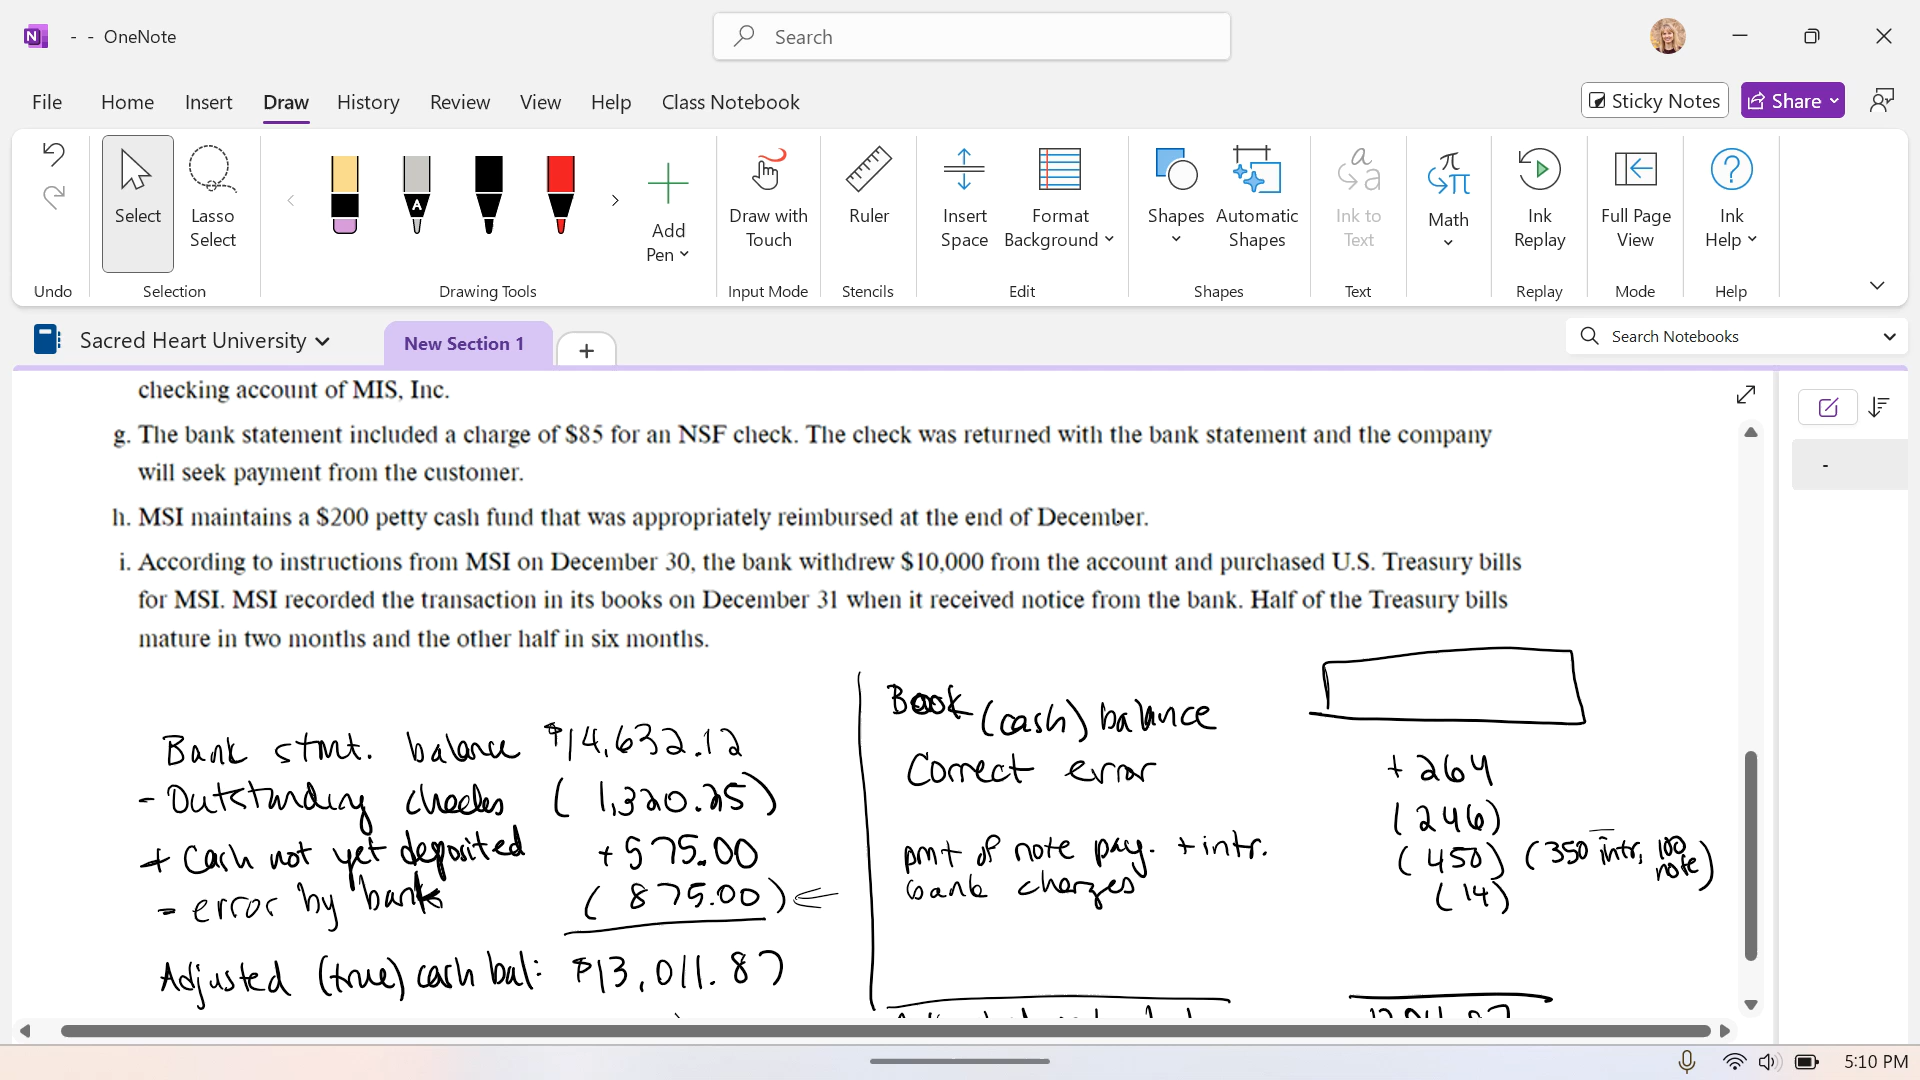 - - OneNote
Search
File Home Insert Draw History Review View Help Class Notebook
Sticky Notes
Share
Select
Lasso
Select
A
Add
Pen
Draw with
Touch
Ruler
Insert
Space
Format
Background
Shapes
Automatic
Shapes
Ink to
Text
Math
Ink
Replay
Full Page
View
Ink
Help
Undo
Selection
Drawing Tools
Input Mode
Stencils
Edit
Shapes
Text
Replay
Mode
Help
Sacred Heart University
New Section 1
Search Notebooks
checking account of MIS, Inc.
g. The bank statement included a charge of $85 for an NSF check. The check was returned with the bank statement and the company
will seek payment from the customer.
h. MSI maintains a $200 petty cash fund that was appropriately reimbursed at the end of December.
i. According to instructions from MSI on December 30, the bank withdrew $10,000 from the account and purchased U.S. Treasury bills
for MSI. MSI recorded the transaction in its books on December 31 when it received notice from the bank. Half of the Treasury bills
mature in two months and the other half in six months.
Bank stmt. balance $14,632.12
- Outstanding checks (1,320.25)
+ Cash not yet deposited +575.00
- error by bank (875.00)
Adjusted (true) cash bal: $13,011.87
Book (cash) balance
Correct error +264
(246)
pmt of note pay. + intr. (450) (350 intr, 100 note)
bank charges (14)
-
5:10 PM